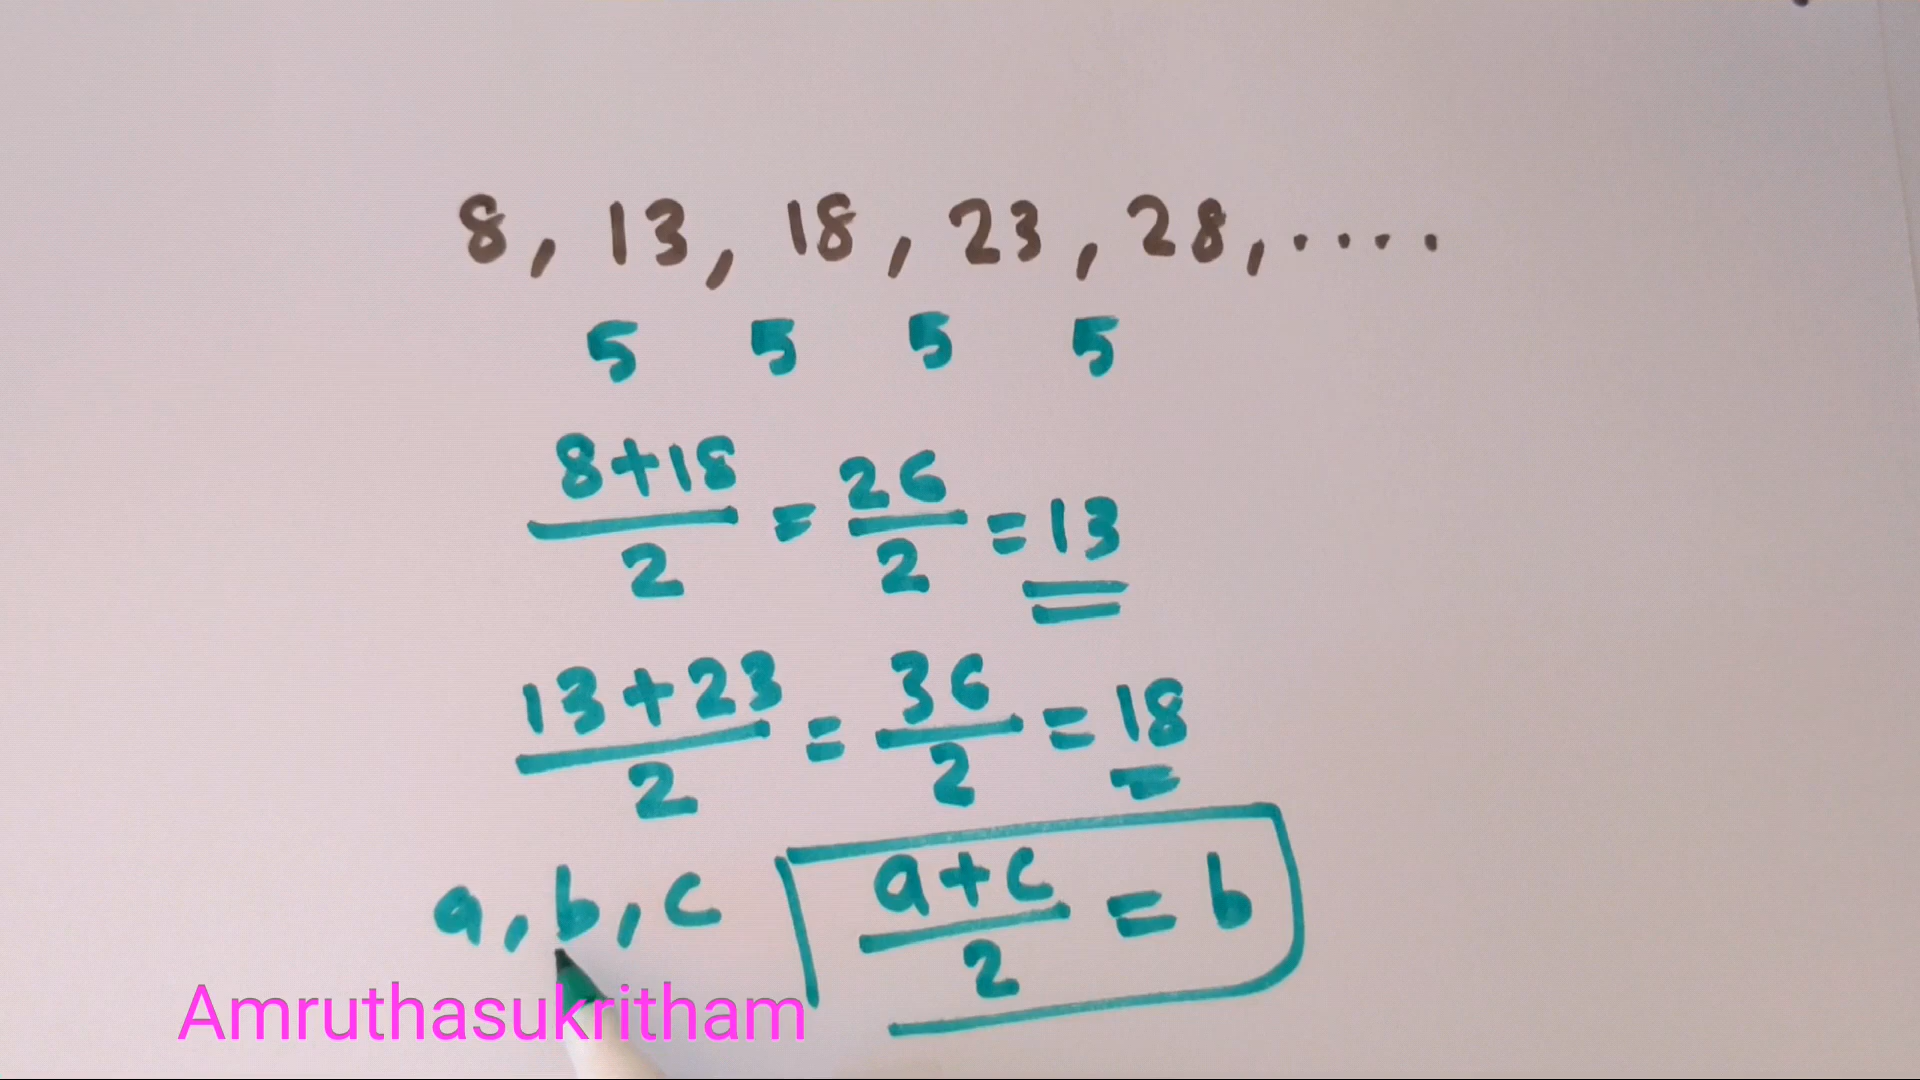 8, 13, 18, 23, 28, ....
5 5 5 5
8+18/2 = 26/2 = 13
13+23/2 = 36/2 = 18
a, b, c a+c/2 = b
Amruthasukritham